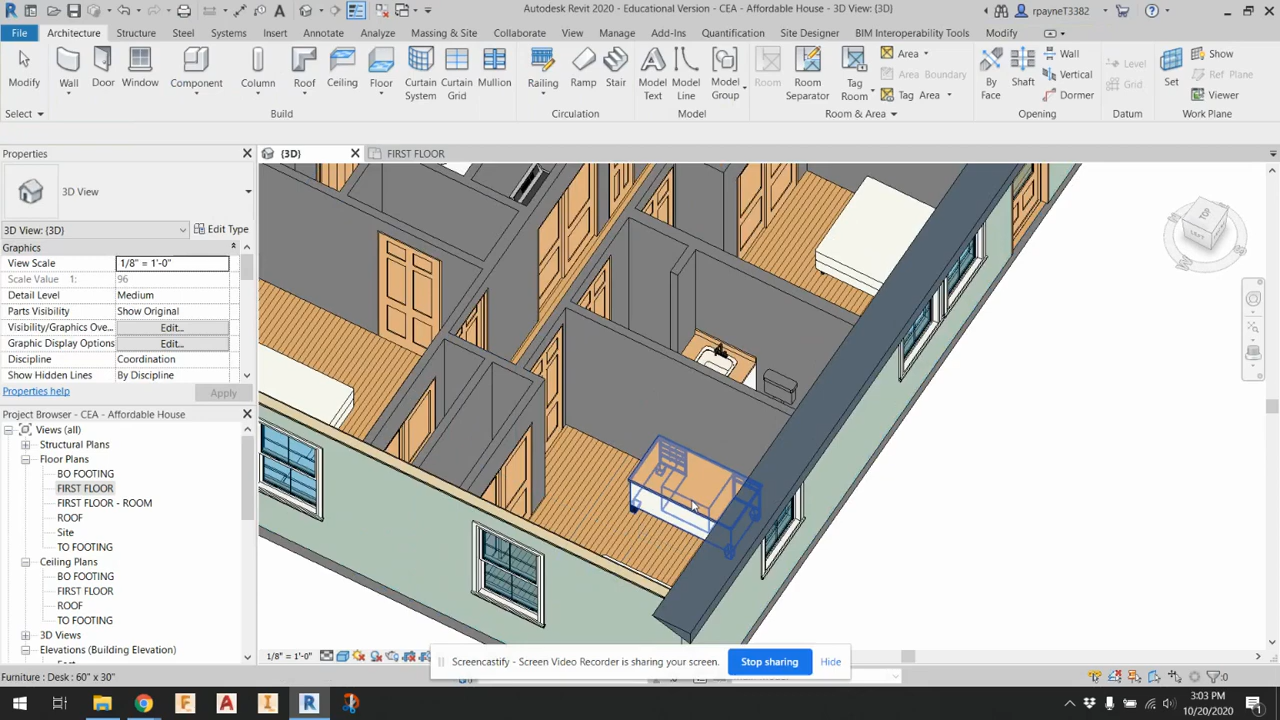 Autodesk Revit 2020 - Educational Version - CEA - Affordable House - 3D View: {3D}
rpayneT3382
File Architecture Structure Steel Systems Insert Annotate Analyze Massing & Site Collaborate View Manage Add-Ins Quantification Site Designer BIM Interoperability Tools Modify
Modify
Wall
Door
Window
Component
Column
Roof
Ceiling
Floor
Curtain System
Curtain Grid
Mullion
Railing
Ramp
Stair
Model Text
Model Line
Model Group
Room
Room Separator
Tag Room
Area
Area Boundary
Tag Area
By Face
Shaft
Wall
Vertical
Dormer
Level
Grid
Set
Show
Ref Plane
Viewer
Select Build Circulation Model Room & Area Opening Datum Work Plane
Properties
{3D} FIRST FLOOR
3D View
3D View: {3D} Edit Type
Graphics
View Scale 1/8" = 1'-0"
Scale Value 1: 96
Detail Level Medium
Parts Visibility Show Original
Visibility/Graphics Ove... Edit...
Graphic Display Options Edit...
Discipline Coordination
Show Hidden Lines By Discipline
Properties help Apply
Project Browser - CEA - Affordable House
Views (all)
Structural Plans
Floor Plans
BO FOOTING
FIRST FLOOR
FIRST FLOOR - ROOM
ROOF
Site
TO FOOTING
Ceiling Plans
BO FOOTING
FIRST FLOOR
ROOF
TO FOOTING
3D Views
Elevations (Building Elevation)
TOP
1/8" = 1'-0"
Screencastify - Screen Video Recorder is sharing your screen. Stop sharing Hide
Furniture : Desk : 60" x 30"
:0
3:03 PM
10/20/2020